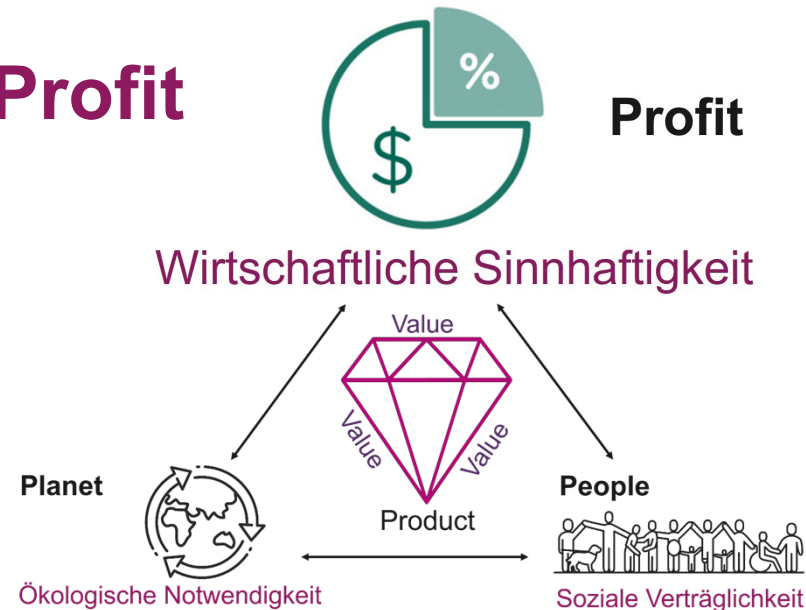 Profit
%
$
Profit
Wirtschaftliche Sinnhaftigkeit
Value
Value
Value
Planet
People
Product
Ökologische Notwendigkeit
Soziale Verträglichkeit